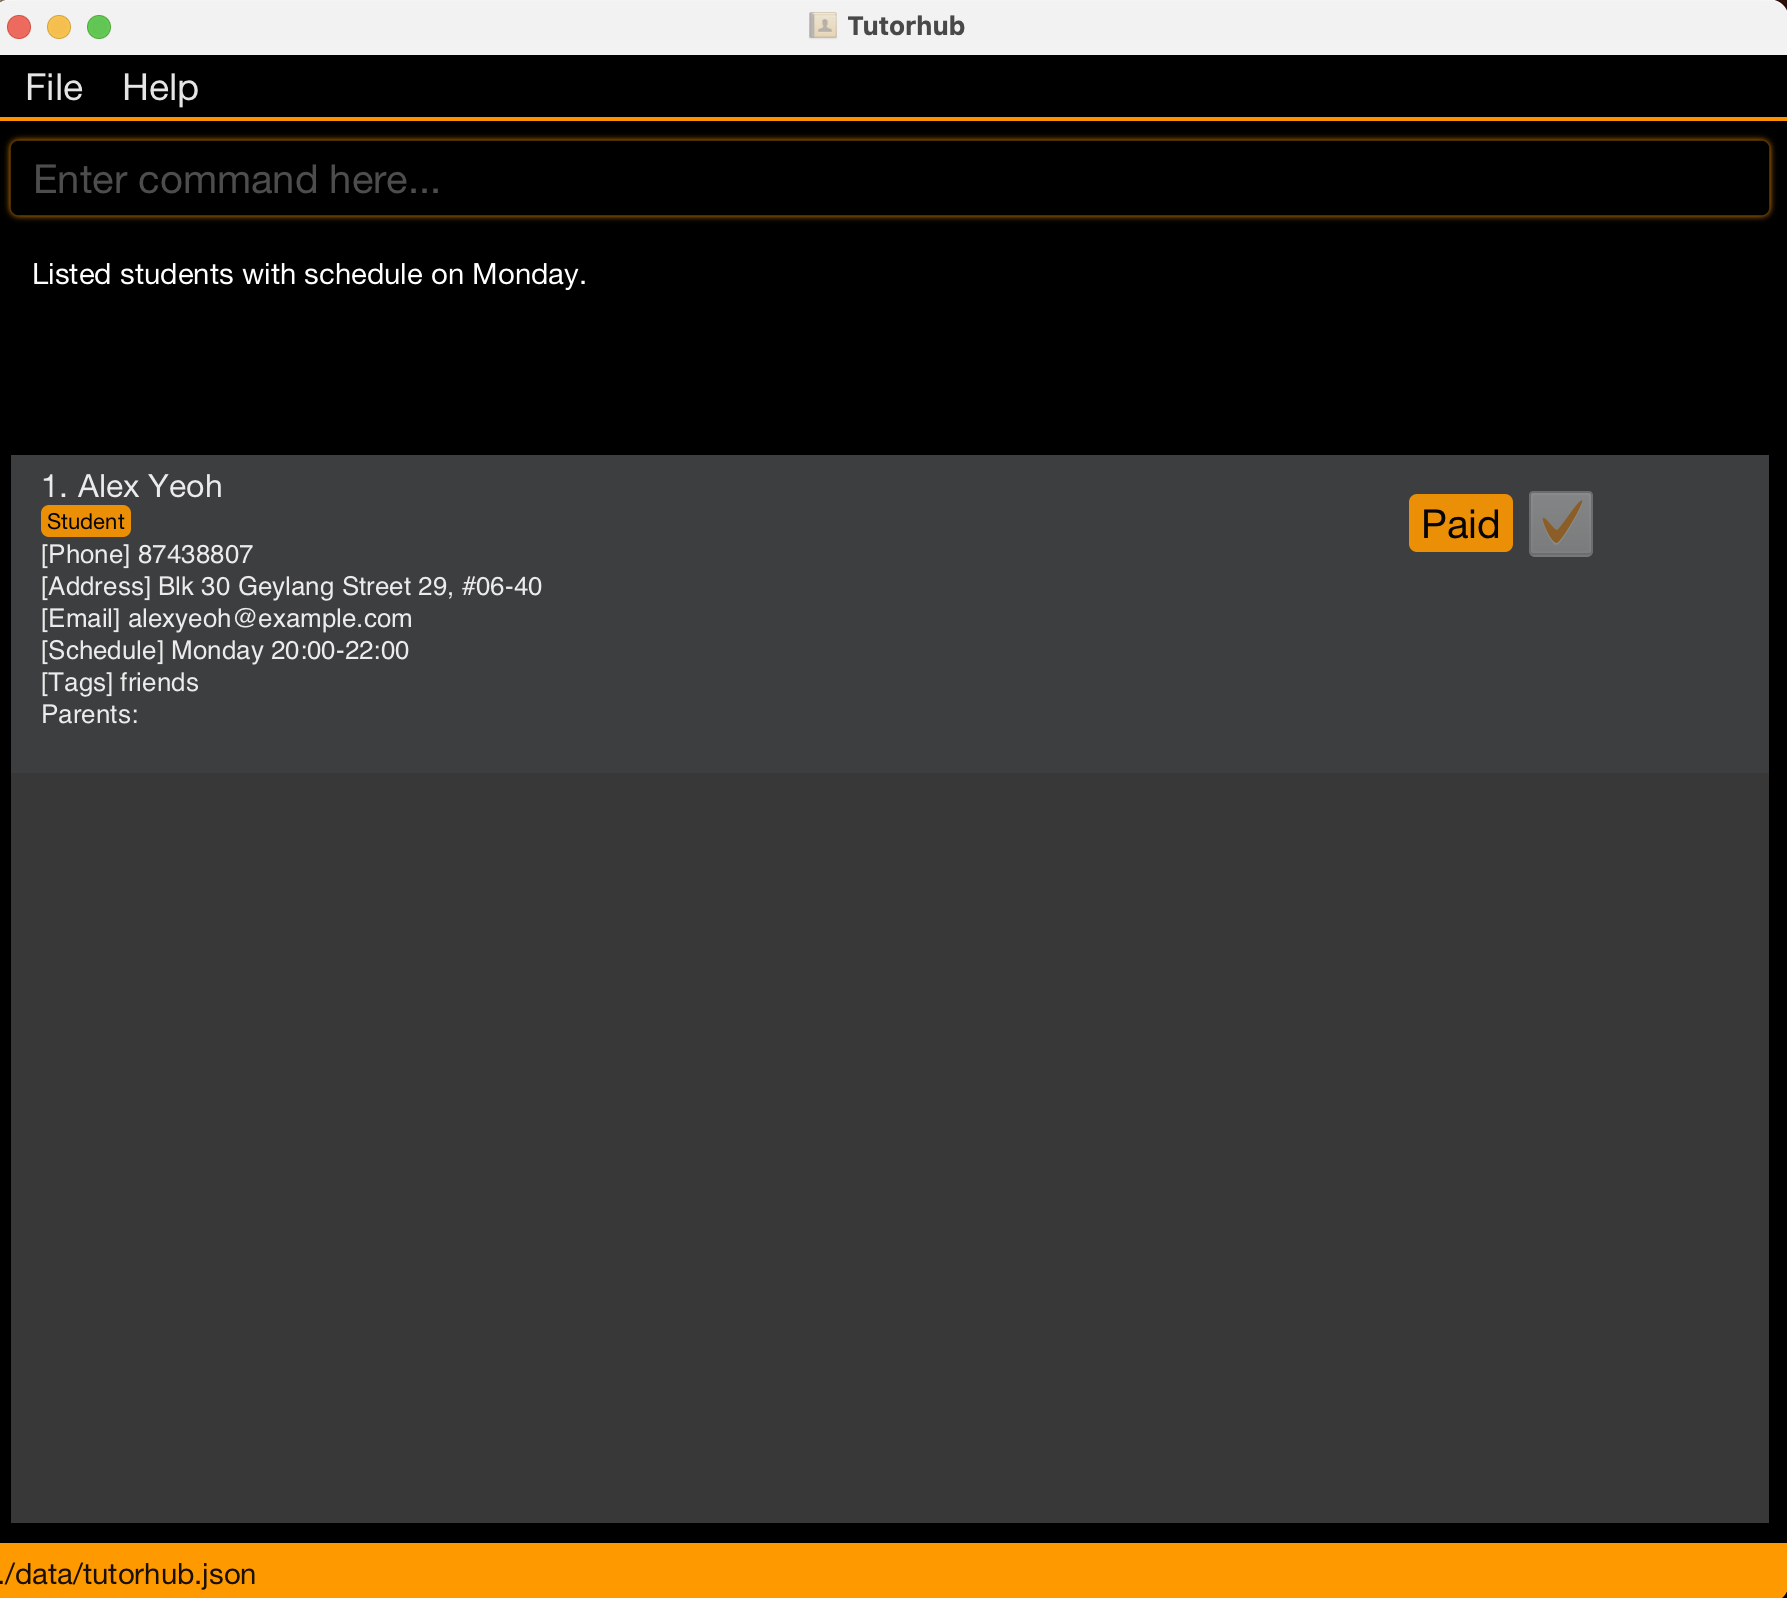 Tutorhub
File Help
Enter command here...
Listed students with schedule on Monday.
1. Alex Yeoh
Student
Paid
[Phone] 87438807
[Address] Blk 30 Geylang Street 29, #06-40
[Email] alexyeoh@example.com
[Schedule] Monday 20:00-22:00
[Tags] friends
Parents:
./data/tutorhub.json